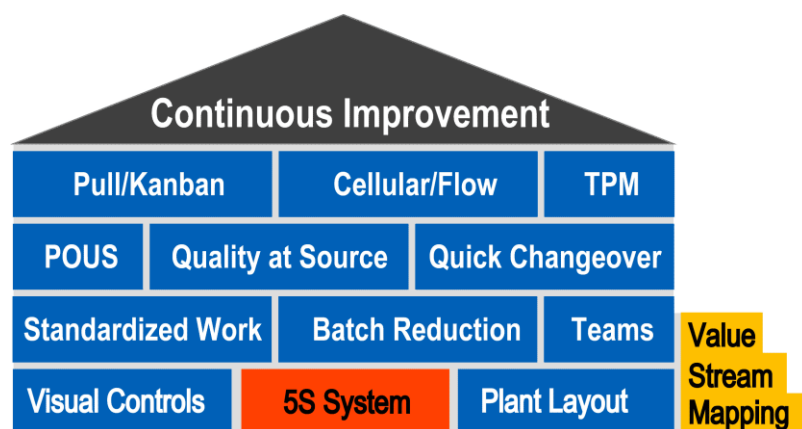 Continuous Improvement
Pull/Kanban Cellular/Flow TPM
POUS Quality at Source Quick Changeover
Standardized Work Batch Reduction Teams
Visual Controls 5S System Plant Layout
Value
Stream
Mapping